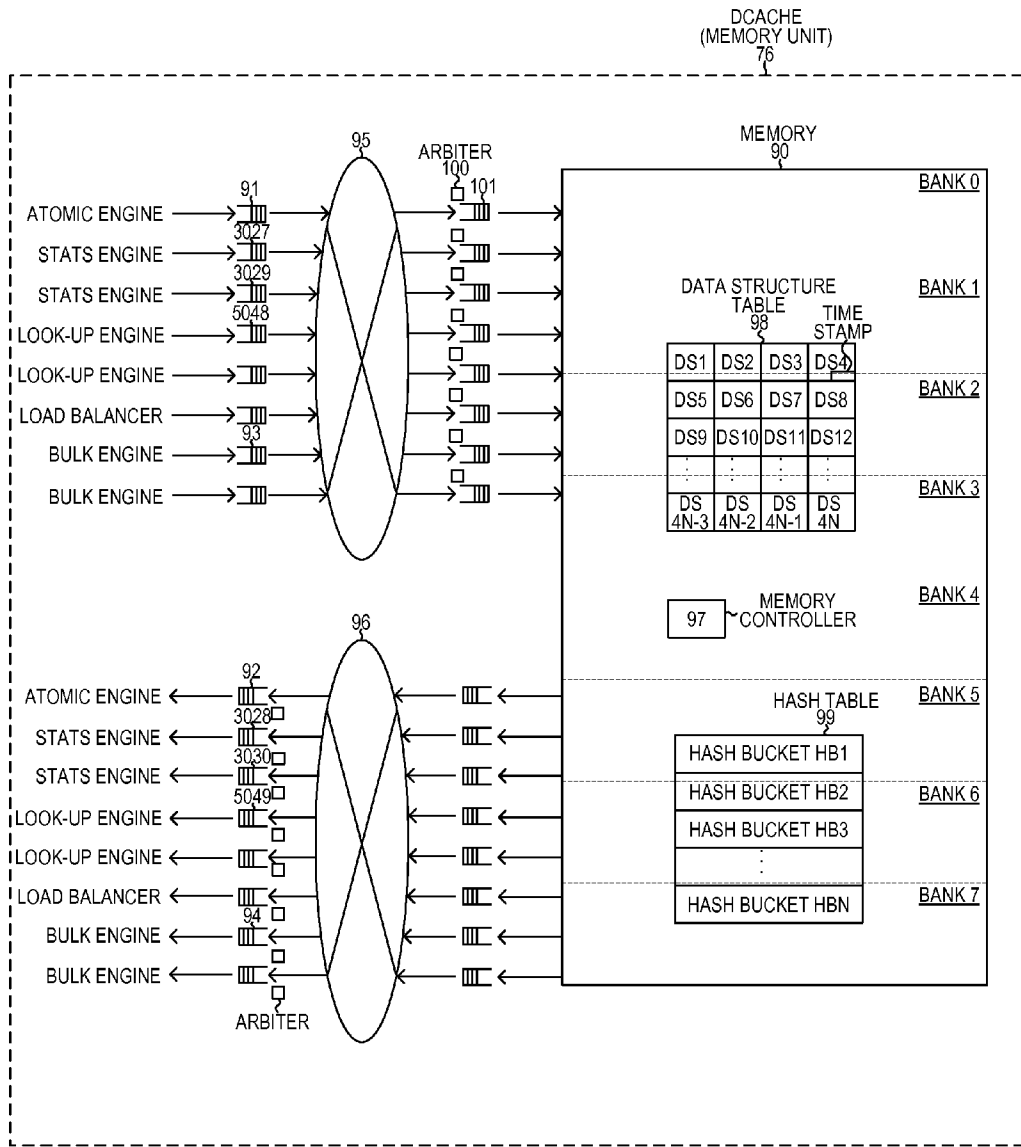 DCACHE
(MEMORY UNIT)
76
MEMORY
90
95
ARBITER
100
101
BANK 0
91
ATOMIC ENGINE
3027
STATS ENGINE
3029
STATS ENGINE
5048
LOOK-UP ENGINE
LOOK-UP ENGINE
LOAD BALANCER
93
BULK ENGINE
BULK ENGINE
BANK 1
DATA STRUCTURE
TABLE
98
TIME
STAMP
DS1 DS2 DS3 DS4
BANK 2
DS5 DS6 DS7 DS8
DS9 DS10 DS11 DS12
⋮ ⋮ ⋮ ⋮
BANK 3
DS DS DS DS
4N-3 4N-2 4N-1 4N
BANK 4
97
MEMORY
CONTROLLER
96
92
ATOMIC ENGINE
3028
STATS ENGINE
3030
STATS ENGINE
5049
LOOK-UP ENGINE
LOOK-UP ENGINE
LOAD BALANCER
94
BULK ENGINE
BULK ENGINE
ARBITER
BANK 5
HASH TABLE
99
HASH BUCKET HB1
HASH BUCKET HB2
BANK 6
HASH BUCKET HB3
⋮
BANK 7
HASH BUCKET HBN